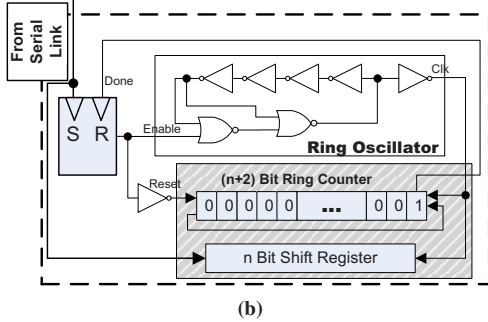 From
Serial
Link
Done
Clk
S R
Enable
Ring Oscillator
(n+2) Bit Ring Counter
Reset
0 0 0 0 0 ... 0 0 1
n Bit Shift Register
(b)